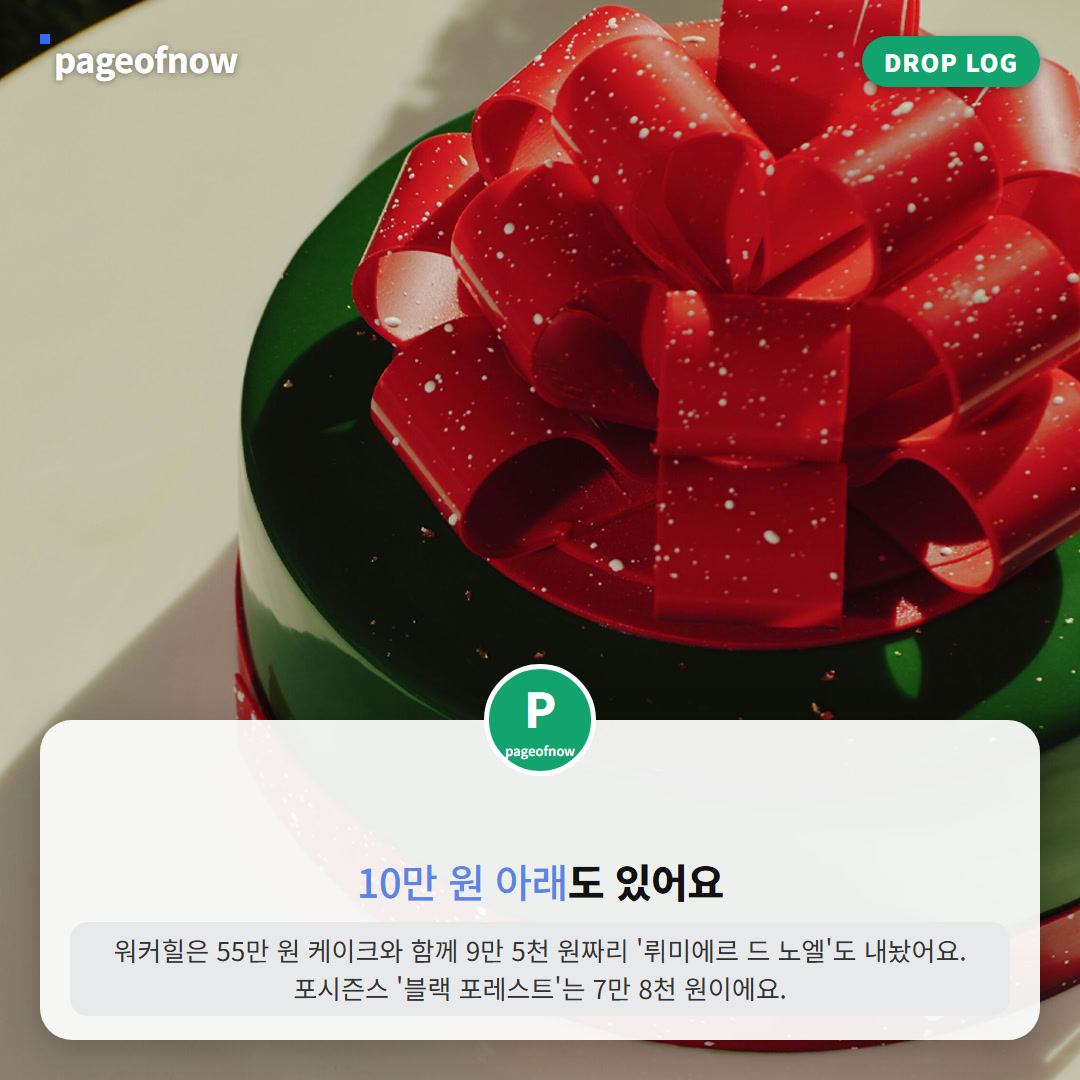 pageofnow
DROP LOG
P
pageofnow
10만 원 아래도 있어요
워커힐은 55만 원 케이크와 함께 9만 5천 원짜리 '뤼미에르 드 노엘'도 내놨어요.
포시즌스 '블랙 포레스트'는 7만 8천 원이에요.